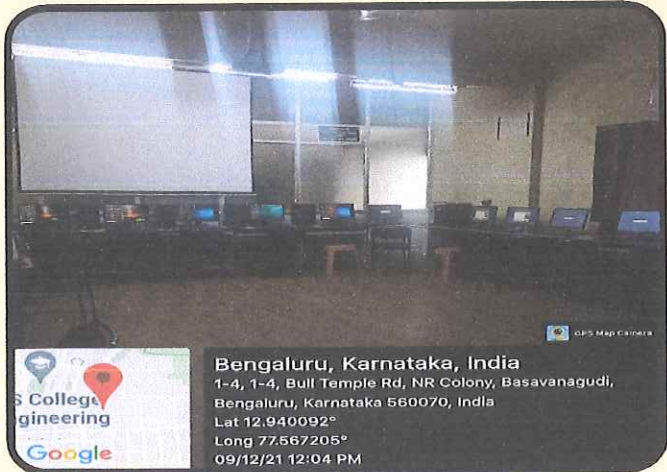 GPS Map Camera
S College
gineering
Google
Bengaluru, Karnataka, India
1-4, 1-4, Bull Temple Rd, NR Colony, Basavanagudi,
Bengaluru, Karnataka 560070, India
Lat 12.940092°
Long 77.567205°
09/12/21 12:04 PM